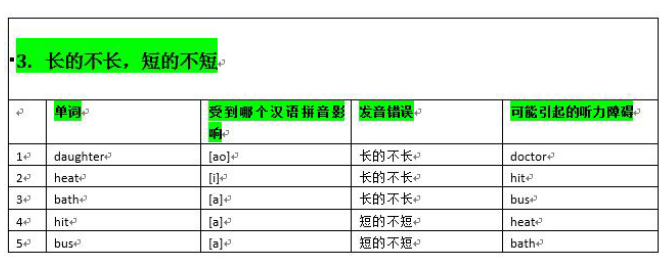 3. 长的不长，短的不短
单词 受到哪个汉语拼音影响 发音错误 可能引起的听力障碍
1 daughter [ao] 长的不长 doctor
2 heat [i] 长的不长 hit
3 bath [a] 长的不长 bus
4 hit [a] 短的不短 heat
5 bus [a] 短的不短 bath